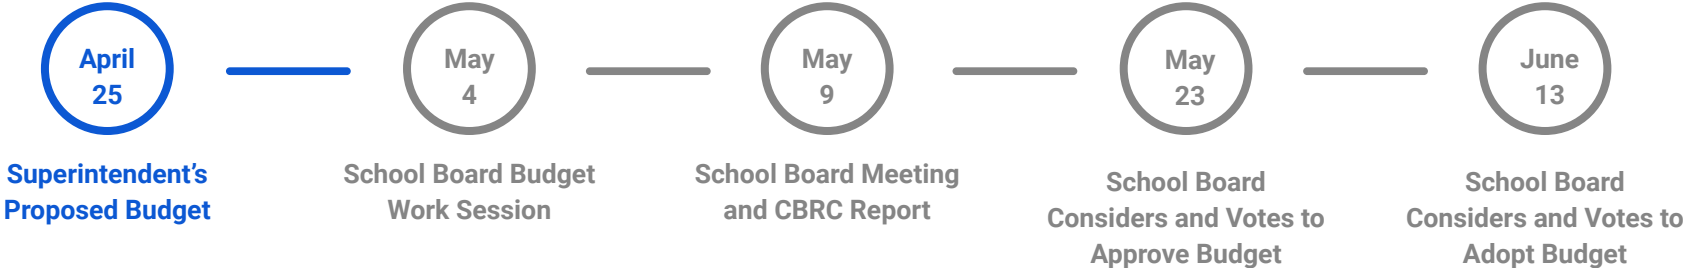 April
25
Superintendent's
Proposed Budget
May
4
School Board Budget
Work Session
May
9
School Board Meeting
and CBRC Report
May
23
School Board
Considers and Votes to
Approve Budget
June
13
School Board
Considers and Votes to
Adopt Budget